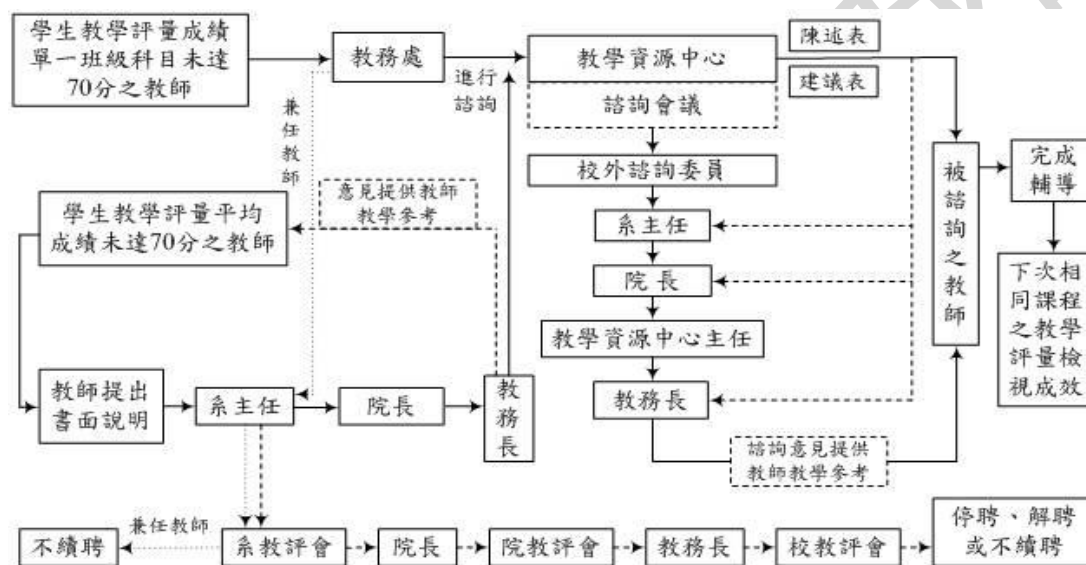 學生教學評量成績
單一班級科目未達
70分之教師
教務處
進行
諮詢
教學資源中心
諮詢會議
陳述表
建議表
兼任教師
校外諮詢委員
系主任
院長
教學資源中心主任
教務長
被諮詢之教師
完成
輔導
下次相
同課程
之教學
評量檢
視成效
意見提供教師
教學參考
學生教學評量平均
成績未達70分之教師
教師提出
書面說明
系主任
院長
教務長
諮詢意見提供
教師教學參考
兼任教師
不續聘
系教評會
院長
院教評會
教務長
校教評會
停聘、解聘
或不續聘